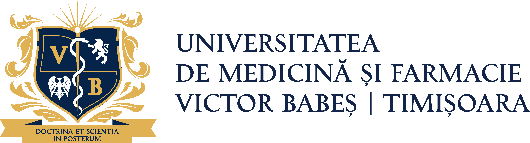 V
B
DOCTRINA ET SCIENTIA
IN POSTERUM
UNIVERSITATEA
DE MEDICINĂ ȘI FARMACIE
VICTOR BABEȘ | TIMIȘOARA